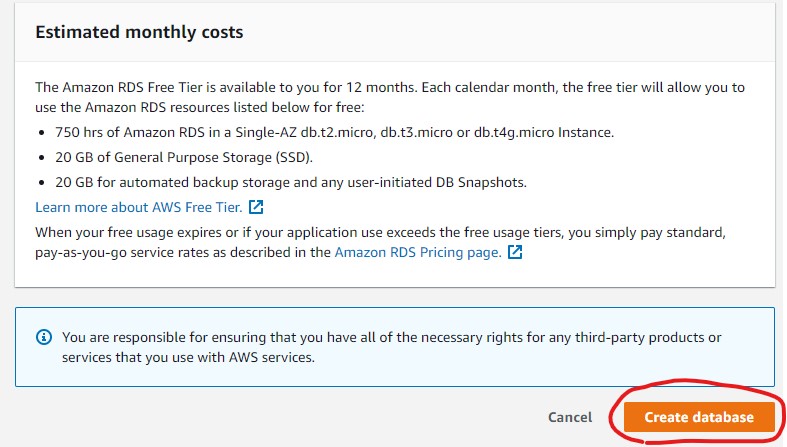 Estimated monthly costs
The Amazon RDS Free Tier is available to you for 12 months. Each calendar month, the free tier will allow you to
use the Amazon RDS resources listed below for free:
• 750 hrs of Amazon RDS in a Single-AZ db.t2.micro, db.t3.micro or db.t4g.micro Instance.
• 20 GB of General Purpose Storage (SSD).
• 20 GB for automated backup storage and any user-initiated DB Snapshots.
Learn more about AWS Free Tier.
When your free usage expires or if your application use exceeds the free usage tiers, you simply pay standard,
pay-as-you-go service rates as described in the Amazon RDS Pricing page.
You are responsible for ensuring that you have all of the necessary rights for any third-party products or
services that you use with AWS services.
Cancel Create database